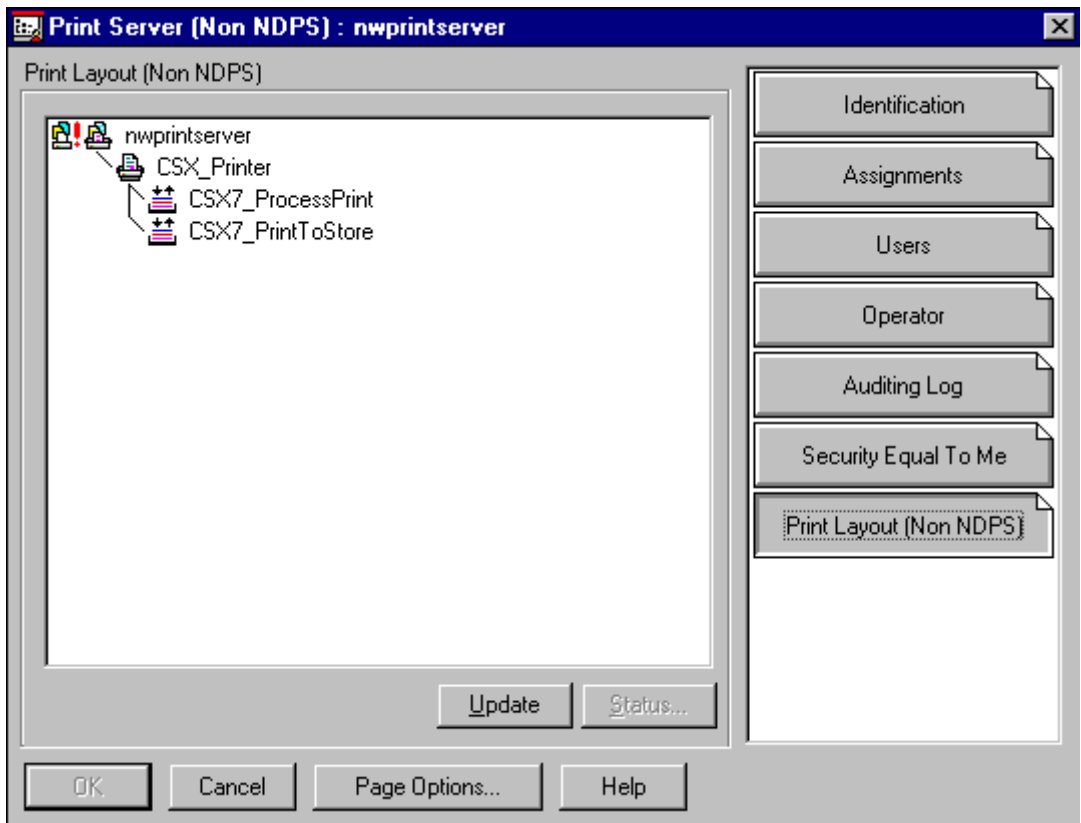 Print Server (Non NDPS) : nwprintserver
Print Layout (Non NDPS)
nwprintserver
CSX_Printer
CSX7_ProcessPrint
CSX7_PrintToStore
Update
Status...
Identification
Assignments
Users
Operator
Auditing Log
Security Equal To Me
Print Layout (Non NDPS)
OK
Cancel
Page Options...
Help